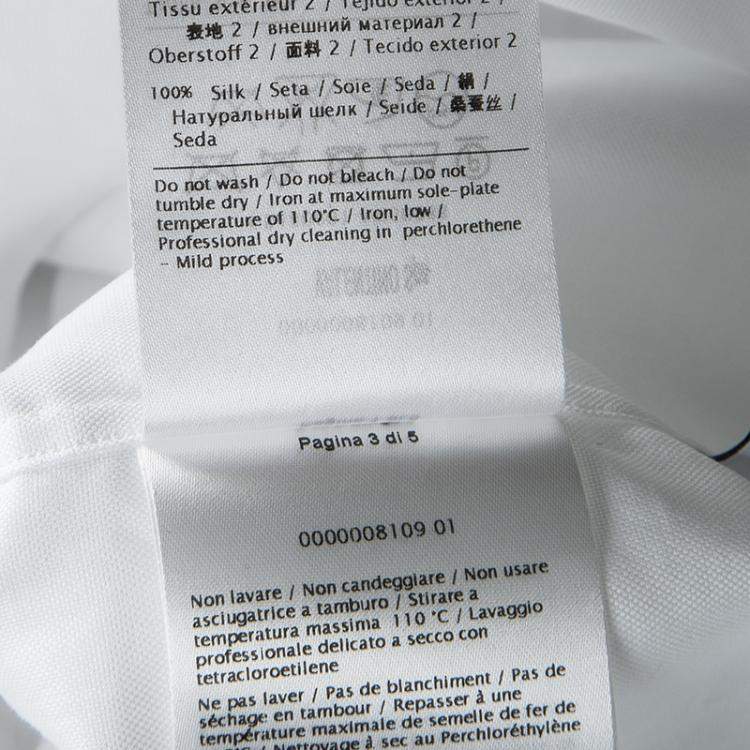 Tissu extérieur 2 / Tejido exterior 2 /
表地 2 / внешний материал 2 /
Oberstoff 2 / 面料 2 / Tecido exterior 2
100% Silk / Seta / Soie / Seda / 絹 /
Натуральный шелк / Seide / 桑蚕丝 /
Seda
Do not wash / Do not bleach / Do not
tumble dry / Iron at maximum sole-plate
temperature of 110°C / Iron, low /
Professional dry cleaning in perchlorethene
- Mild process
Pagina 3 di 5
0000008109 01
Non lavare / Non candeggiare / Non usare
asciugatrice a tamburo / Stirare a
temperatura massima 110 °C / Lavaggio
professionale delicato a secco con
tetracloroetilene
Ne pas laver / Pas de blanchiment / Pas de
séchage en tambour / Repasser à une
température maximale de semelle de fer de
/ Nettoyage à sec au Perchloréthylène